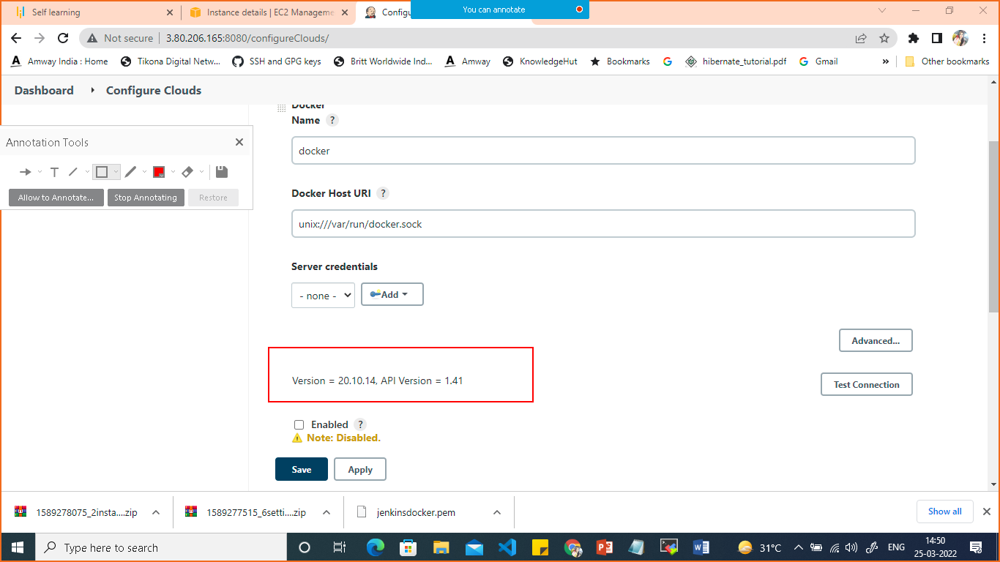 Self learning
Instance details | EC2 Manageme
Configu
You can annotate
Not secure | 3.80.206.165:8080/configureClouds/
Amway India : Home
Tikona Digital Netw...
SSH and GPG keys
Britt Worldwide Ind...
Amway
KnowledgeHut
Bookmarks
hibernate_tutorial.pdf
Gmail
»
Other bookmarks
Dashboard
Configure Clouds
Docker
Name ?
docker
Annotation Tools
T
Allow to Annotate...
Stop Annotating
Restore
Docker Host URI ?
unix:///var/run/docker.sock
Server credentials
- none -
Add
Advanced...
Version = 20.10.14, API Version = 1.41
Test Connection
Enabled ?
Note: Disabled.
Save
Apply
1589278075_2insta....zip
1589277515_6setti....zip
jenkinsdocker.pem
Show all
Type here to search
31°C
ENG
14:50
25-03-2022